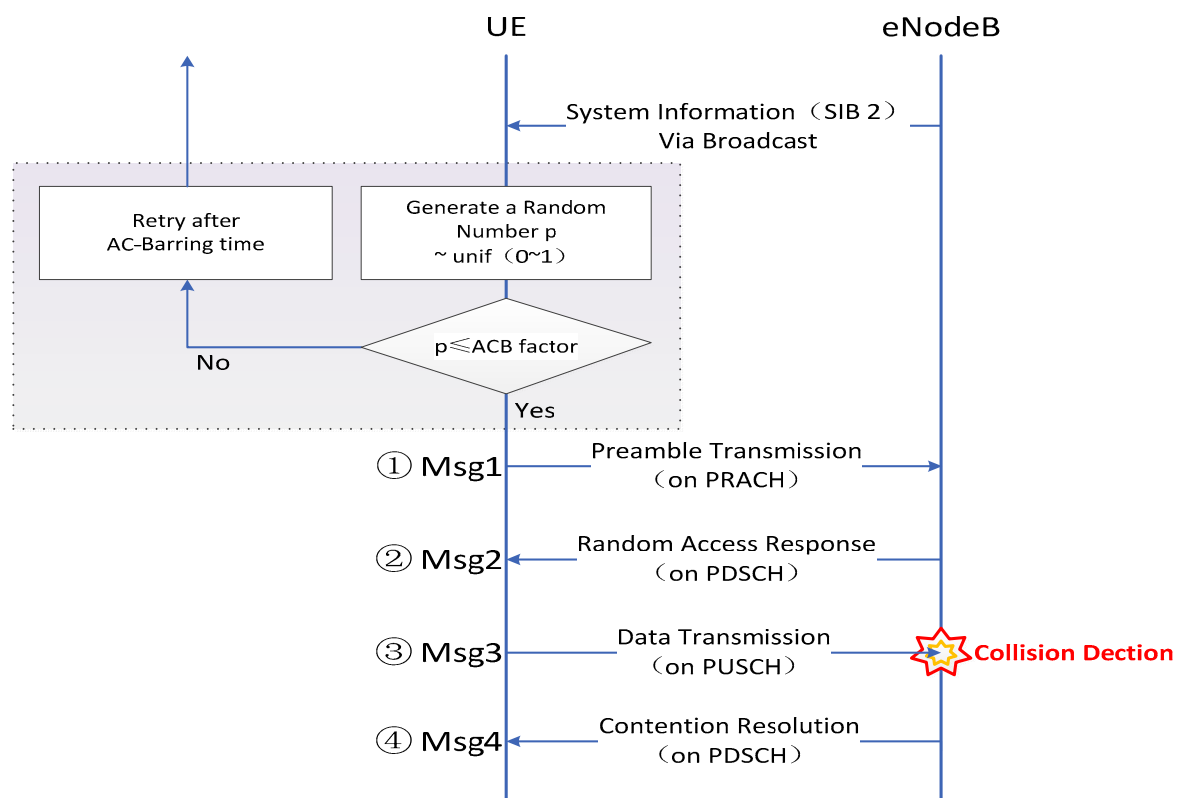 UE
eNodeB
System Information（SIB 2）
Via Broadcast
Retry after
AC-Barring time
Generate a Random
Number p
~ unif（0~1）
p≤ACB factor
No
Yes
① Msg1
Preamble Transmission
（on PRACH）
② Msg2
Random Access Response
（on PDSCH）
③ Msg3
Data Transmission
（on PUSCH）
Collision Dection
④ Msg4
Contention Resolution
（on PDSCH）